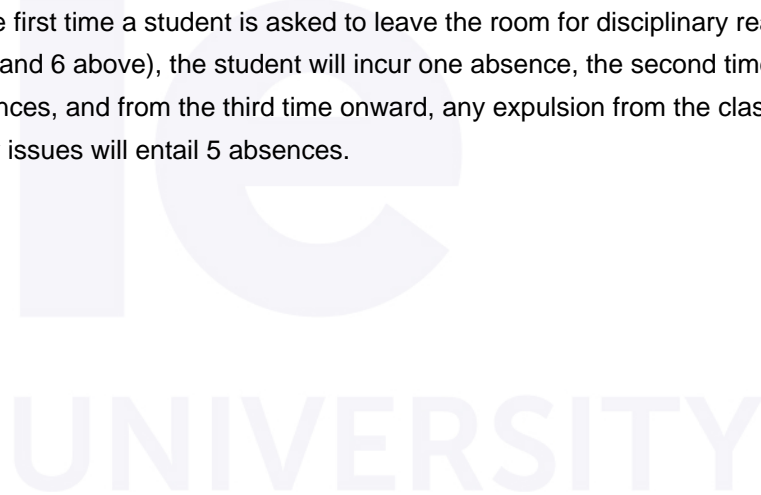 e first time a student is asked to leave the room for disciplinary rea
and 6 above), the student will incur one absence, the second time
nces, and from the third time onward, any expulsion from the clas
issues will entail 5 absences.
ie
UNIVERSITY